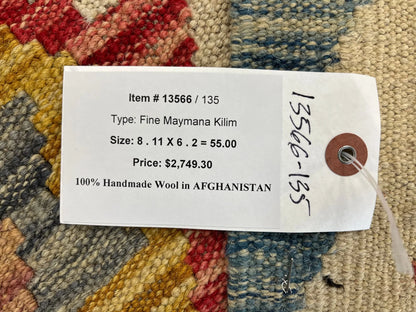 Item # 13566 / 135
Type: Fine Maymana Kilim
Size: 8 . 11 X 6 . 2 = 55.00
Price: $2,749.30
100% Handmade Wool in AFGHANISTAN
13566-135